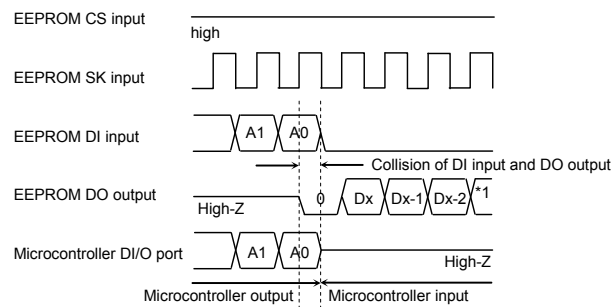 EEPROM CS input
high
EEPROM SK input
EEPROM DI input
A1 A0
Collision of DI input and DO output
EEPROM DO output
High-Z
0 Dx Dx-1 Dx-2 *1
Microcontroller DI/O port
A1 A0
High-Z
Microcontroller output Microcontroller input